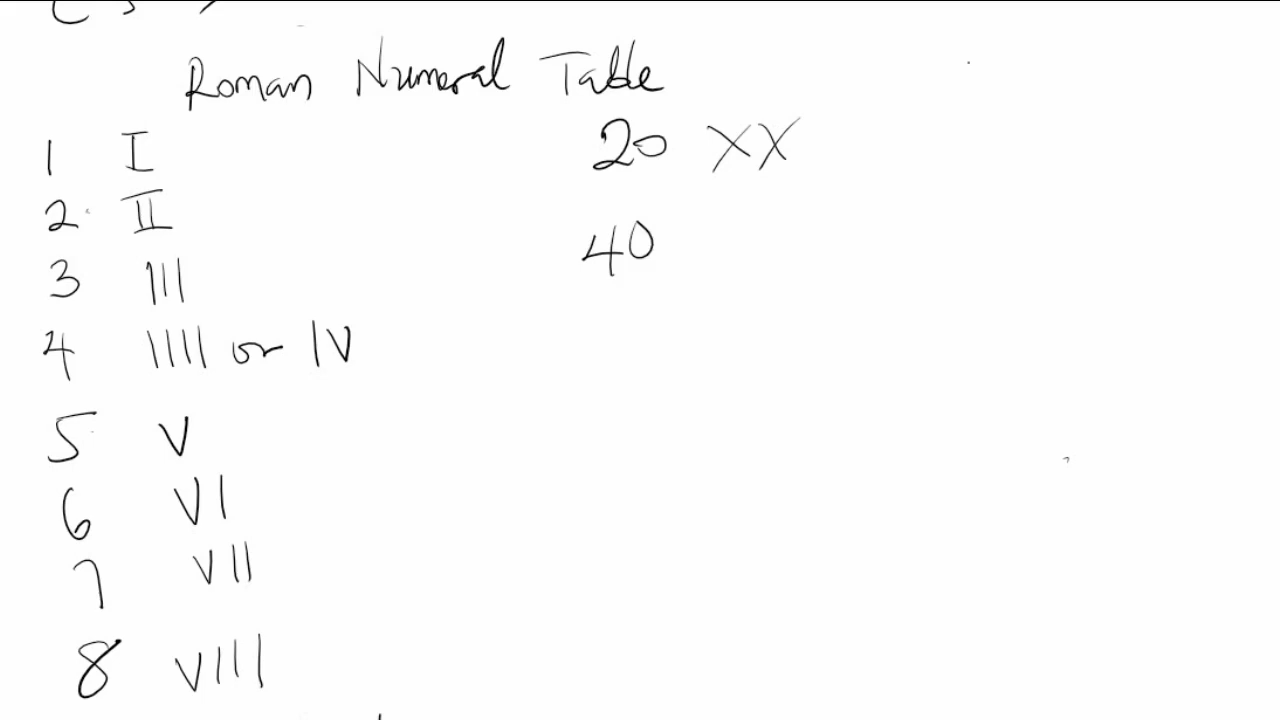 Roman Numeral Table
1 I
2 II
3 III
4 IIII or IV
5 V
6 VI
7 VII
8 VIII
20 XX
40